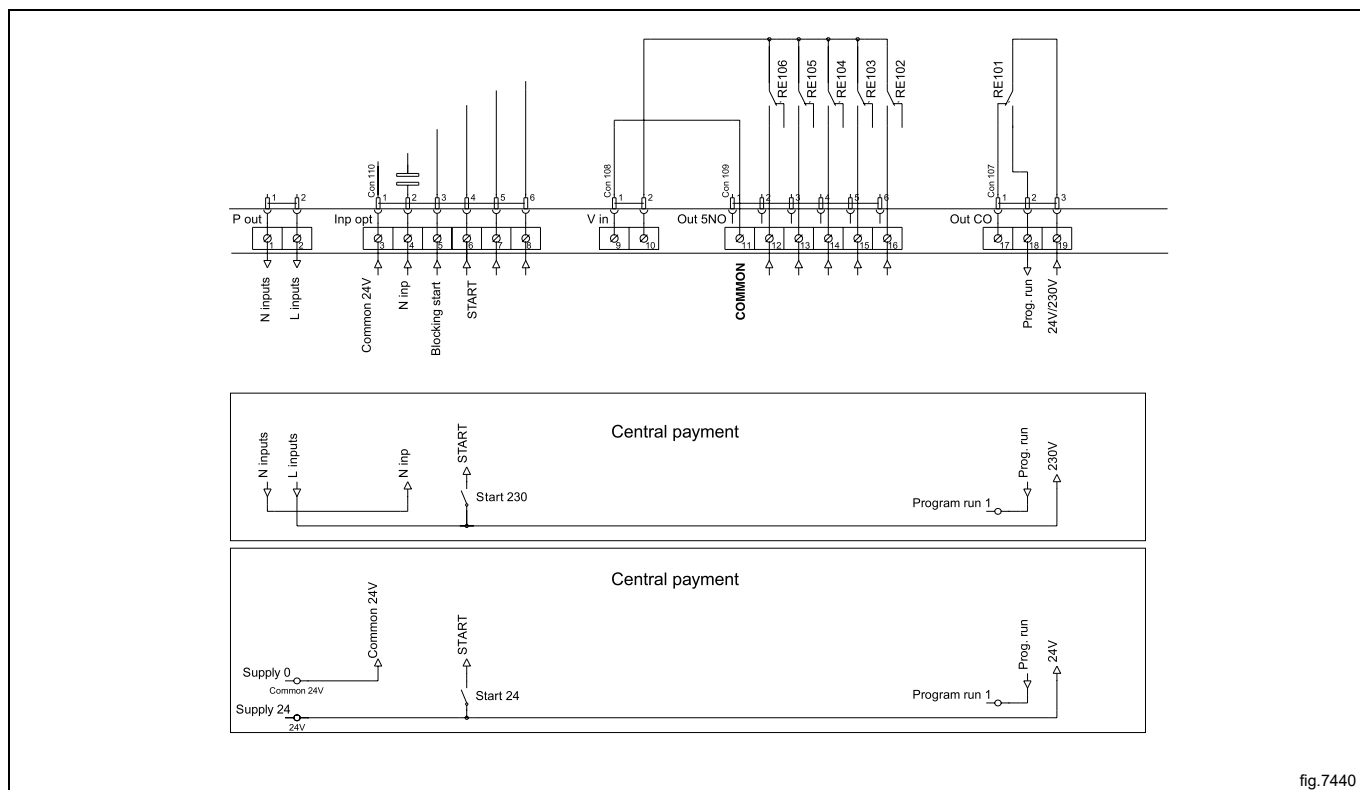 RE106 RE105 RE104 RE103 RE102 RE101
Con 110 Con 108 Con 109 Con 107
1 2 1 2 3 4 5 6 1 2 1 2 3 4 5 6 1 2 3
P out Inp opt V in Out 5NO Out CO
1 2 3 4 5 6 7 8 9 10 11 12 13 14 15 16 17 18 19
N inputs L inputs Common 24V N inp Blocking start START COMMON Prog. run 24V/230V
Central payment
N inputs L inputs N inp START Prog. run 230V
Start 230
Program run 1
Central payment
Common 24V START Prog. run 24V
Supply 0
Common 24V
Start 24
Program run 1
Supply 24
24V
fig.7440